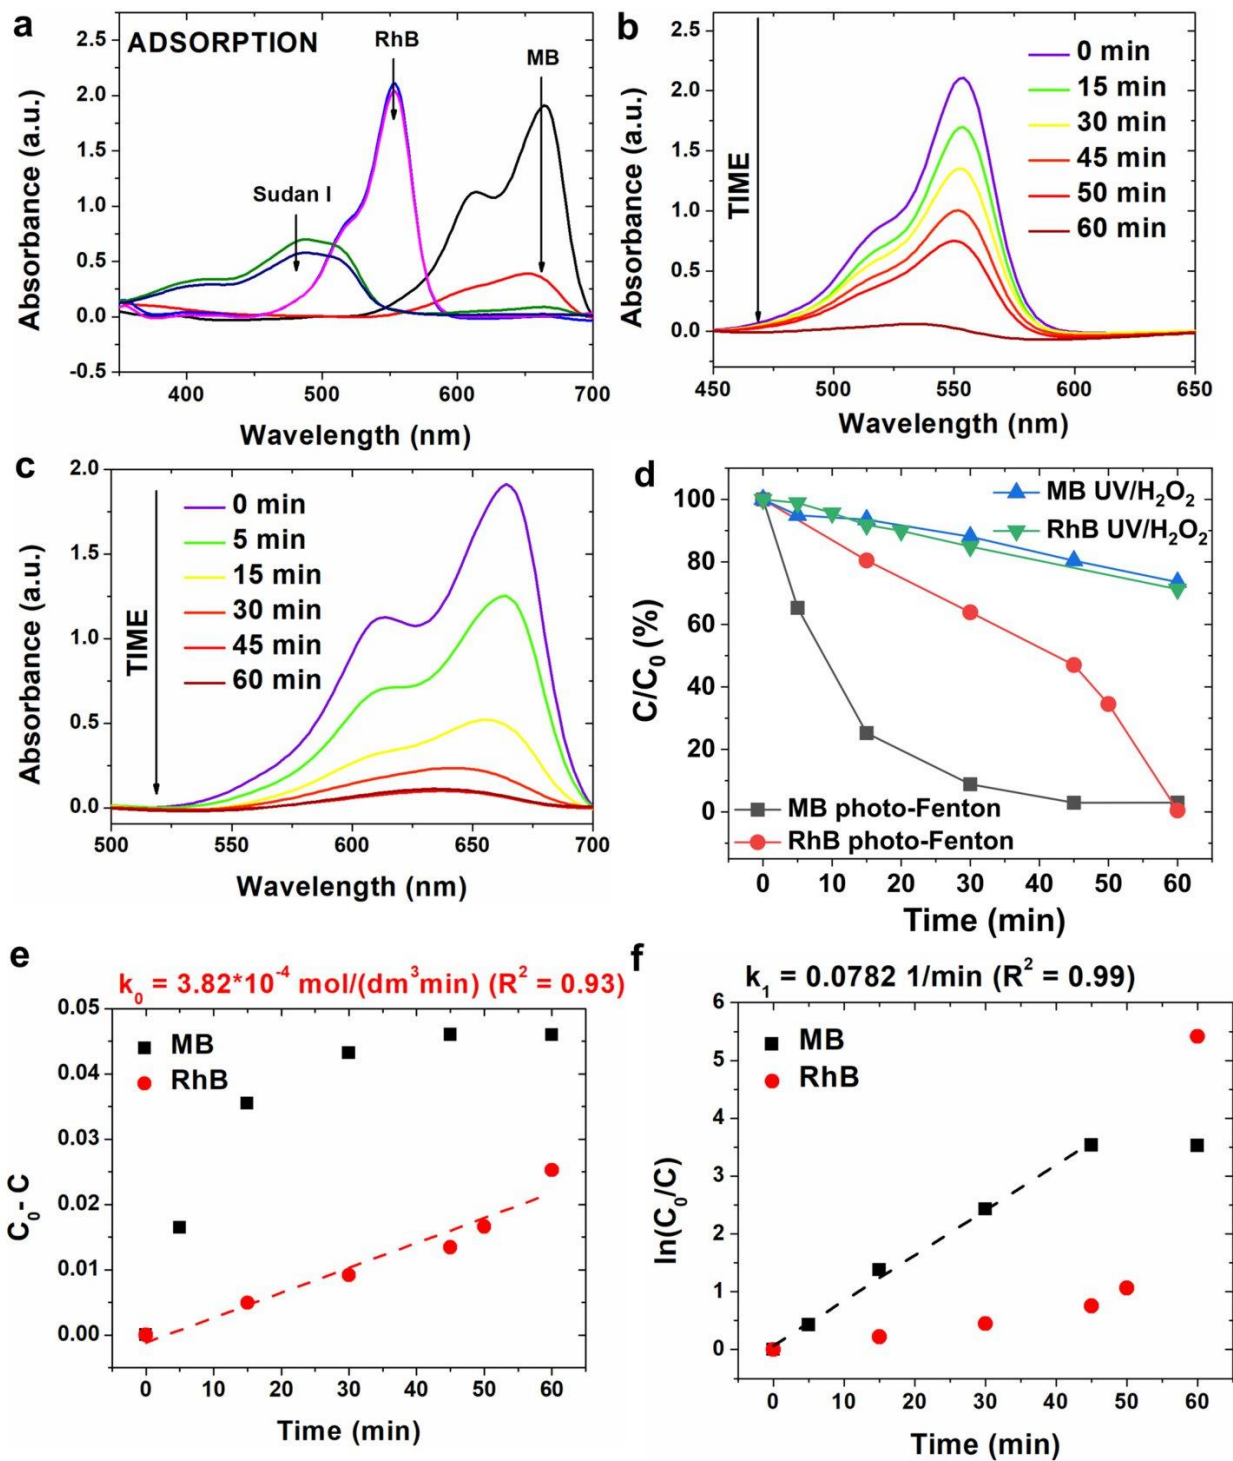 a
ADSORPTION
RhB
MB
Sudan I
2.5
2.0
1.5
1.0
0.5
0.0
-0.5
400
500
600
700
Absorbance (a.u.)
Wavelength (nm)
b
TIME
0 min
15 min
30 min
45 min
50 min
60 min
2.5
2.0
1.5
1.0
0.5
0.0
450
500
550
600
650
Absorbance (a.u.)
Wavelength (nm)
c
TIME
0 min
5 min
15 min
30 min
45 min
60 min
2.0
1.5
1.0
0.5
0.0
500
550
600
650
700
Absorbance (a.u.)
Wavelength (nm)
d
MB UV/H₂O₂
RhB UV/H₂O₂
MB photo-Fenton
RhB photo-Fenton
100
80
60
40
20
0
0
10
20
30
40
50
60
C/C₀ (%)
Time (min)
e
k₀ = 3.82*10⁻⁴ mol/(dm³min) (R² = 0.93)
MB
RhB
0.05
0.04
0.03
0.02
0.01
0.00
0
10
20
30
40
50
60
C₀- C
Time (min)
f
k₁ = 0.0782 1/min (R² = 0.99)
MB
RhB
6
5
4
3
2
1
0
0
10
20
30
40
50
60
ln(C₀/C)
Time (min)